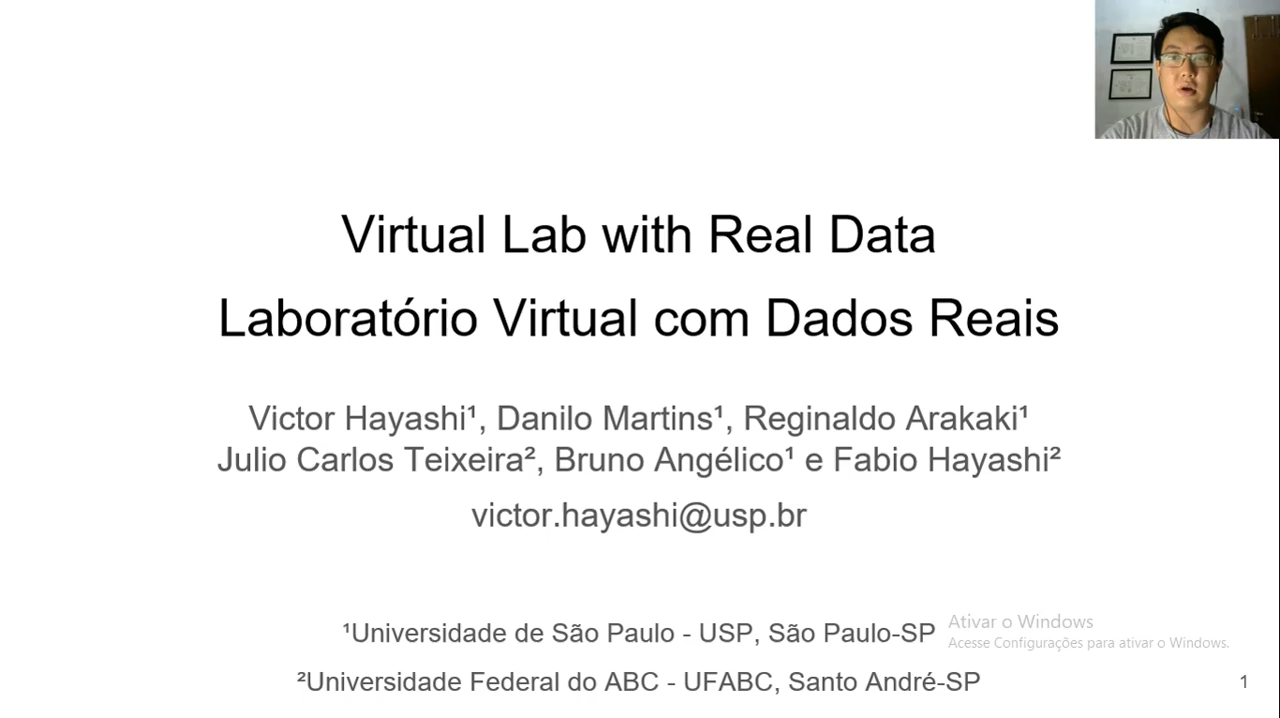 Virtual Lab with Real Data
Laboratório Virtual com Dados Reais
Victor Hayashi¹, Danilo Martins¹, Reginaldo Arakaki¹
Julio Carlos Teixeira², Bruno Angélico¹ e Fabio Hayashi²
victor.hayashi@usp.br
¹Universidade de São Paulo - USP, São Paulo-SP
Ativar o Windows
Acesse Configurações para ativar o Windows.
²Universidade Federal do ABC - UFABC, Santo André-SP
1